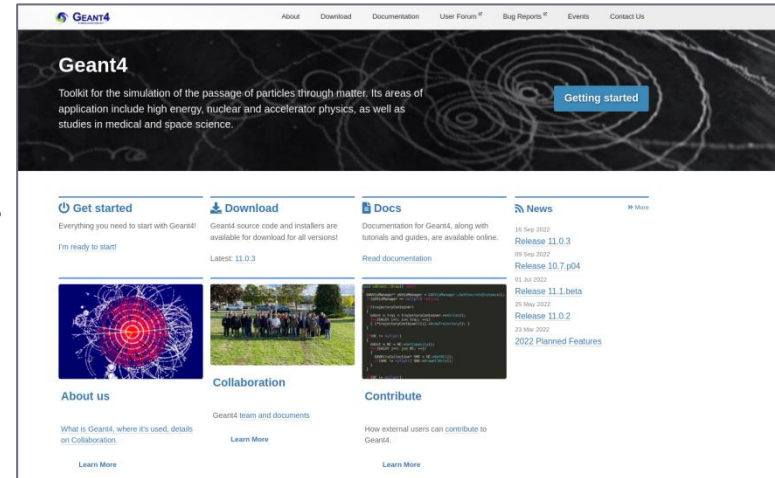 GEANT4
About Download Documentation User Forum Bug Reports Events Contact Us
Geant4
Toolkit for the simulation of the passage of particles through matter. Its areas of
application include high energy, nuclear and accelerator physics, as well as
studies in medical and space science.
Getting started
Get started
Everything you need to start with Geant4!
I'm ready to start!
Download
Geant4 source code and installers are
available for download for all versions!
Latest: 11.0.3
Docs
Documentation for Geant4, along with
tutorials and guides, are available online.
Read documentation
News
More
16 Sep 2022
Release 11.0.3
09 Sep 2022
Release 10.7.p04
01 Jul 2022
Release 11.1.beta
25 May 2022
Release 11.0.2
23 Mar 2022
2022 Planned Features
About us
What is Geant4, where it's used, details
on Collaboration.
Learn More
Collaboration
Geant4 team and documents
Learn More
Contribute
How external users can contribute to
Geant4.
Learn More